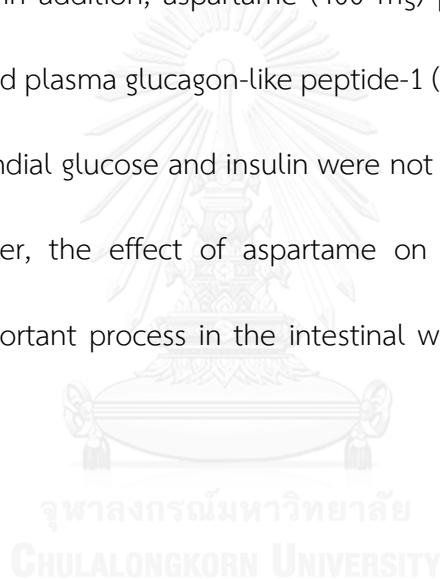 in addition, aspartame (400 mg)
d plasma glucagon-like peptide-1 (
ndial glucose and insulin were not
er, the effect of aspartame on
portant process in the intestinal w
จุฬาลงกรณ์มหาวิทยาลัย
CHULALONGKORN UNIVERSITY